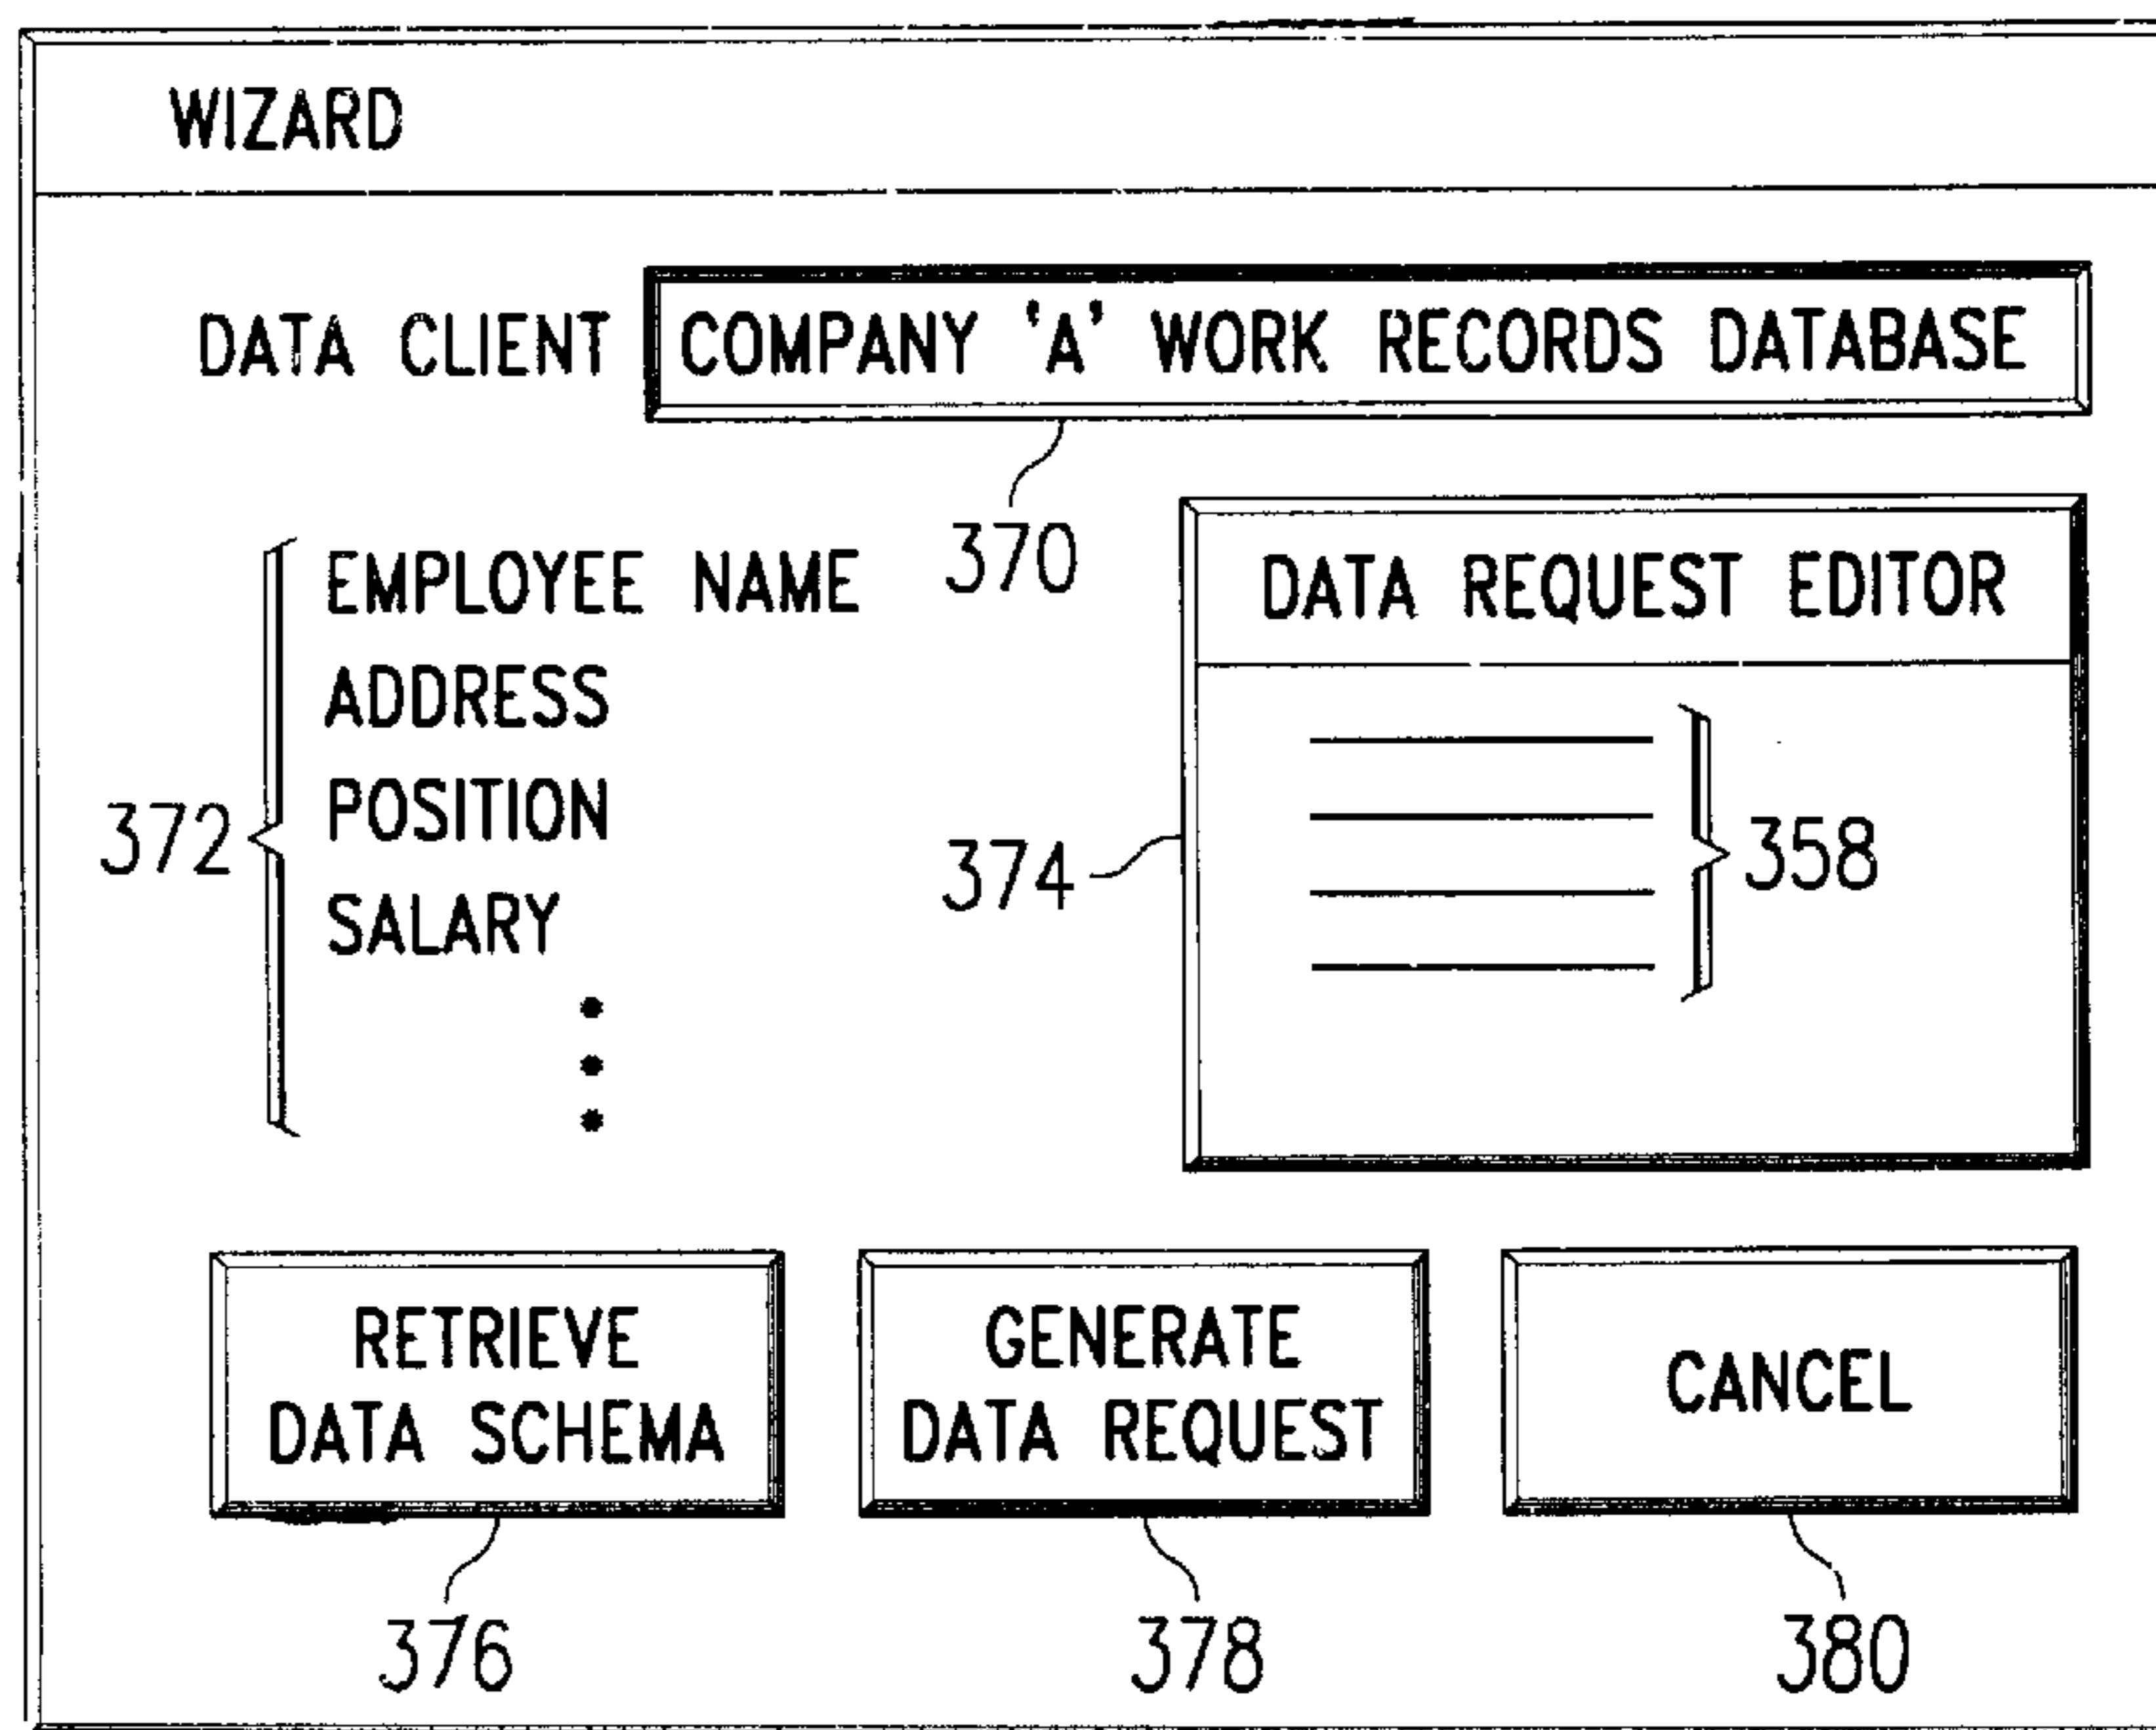 WIZARD
DATA CLIENT COMPANY 'A' WORK RECORDS DATABASE
370
EMPLOYEE NAME
ADDRESS
POSITION
SALARY
372
DATA REQUEST EDITOR
374
358
RETRIEVE
DATA SCHEMA
GENERATE
DATA REQUEST
CANCEL
376
378
380